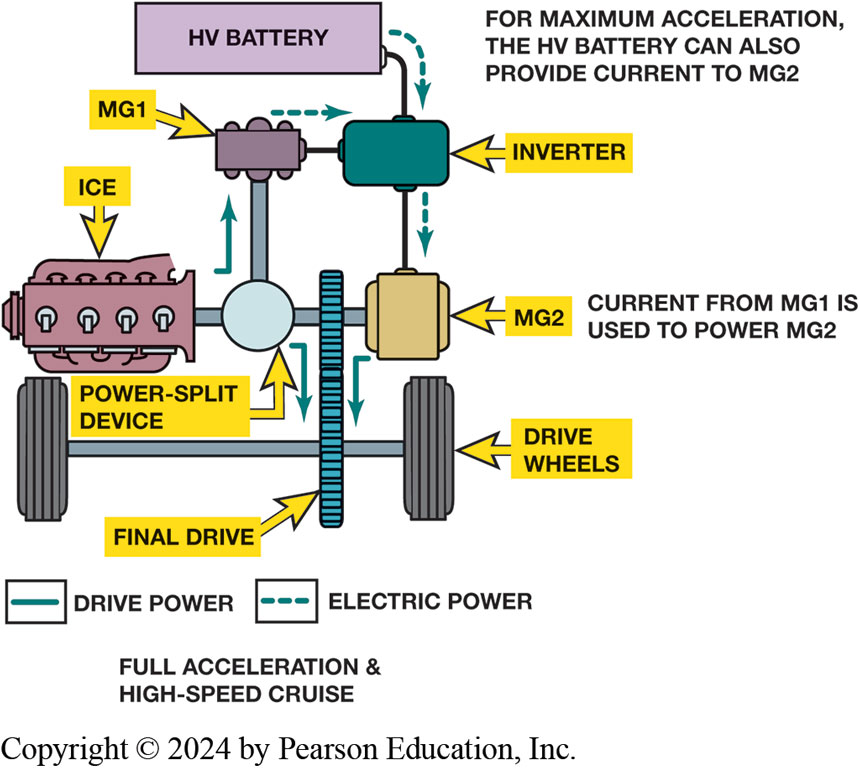 HV BATTERY
FOR MAXIMUM ACCELERATION,
THE HV BATTERY CAN ALSO
PROVIDE CURRENT TO MG2
MG1
INVERTER
ICE
MG2
CURRENT FROM MG1 IS
USED TO POWER MG2
POWER-SPLIT
DEVICE
DRIVE
WHEELS
FINAL DRIVE
DRIVE POWER
ELECTRIC POWER
FULL ACCELERATION &
HIGH-SPEED CRUISE
Copyright © 2024 by Pearson Education, Inc.